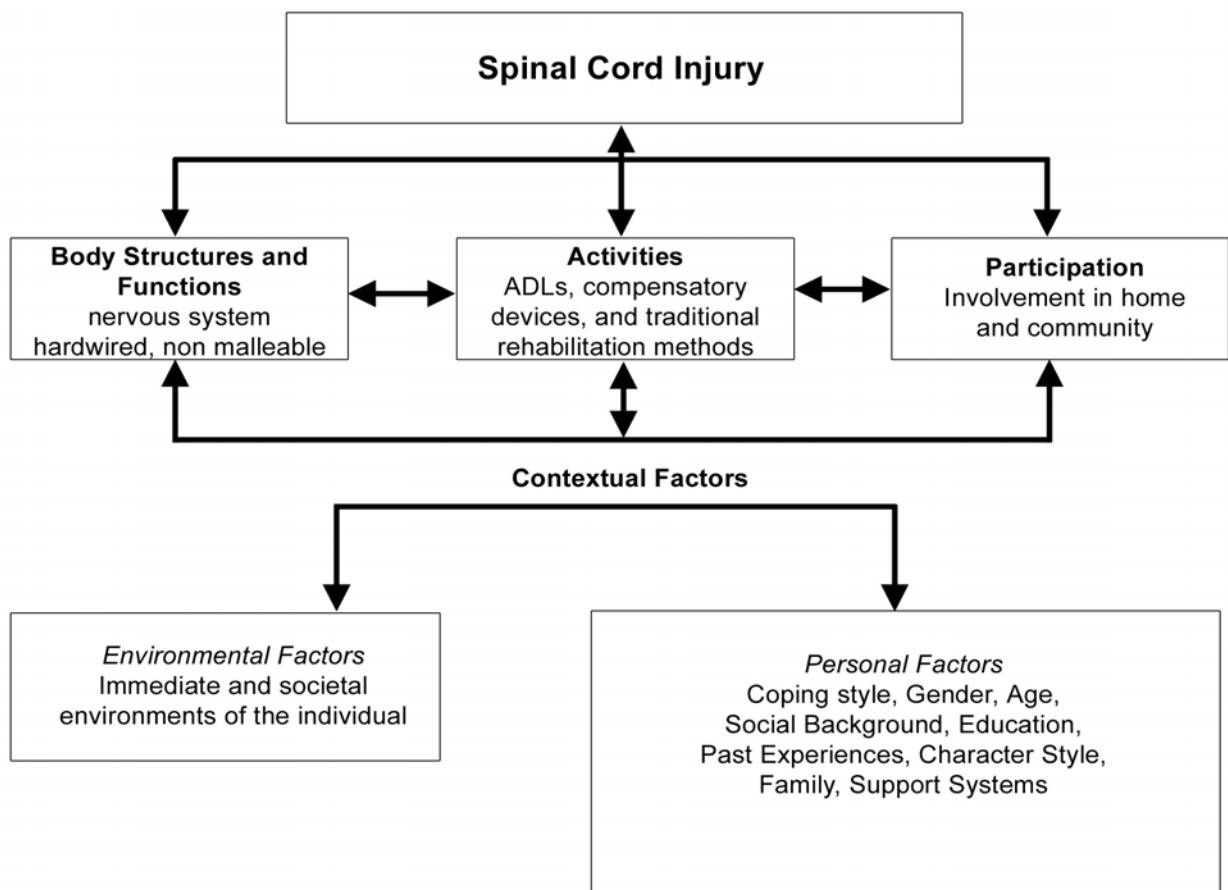 Spinal Cord Injury
Body Structures and
Functions
nervous system
hardwired, non malleable
Activities
ADLs, compensatory
devices, and traditional
rehabilitation methods
Participation
Involvement in home
and community
Contextual Factors
Environmental Factors
Immediate and societal
environments of the individual
Personal Factors
Coping style, Gender, Age,
Social Background, Education,
Past Experiences, Character Style,
Family, Support Systems